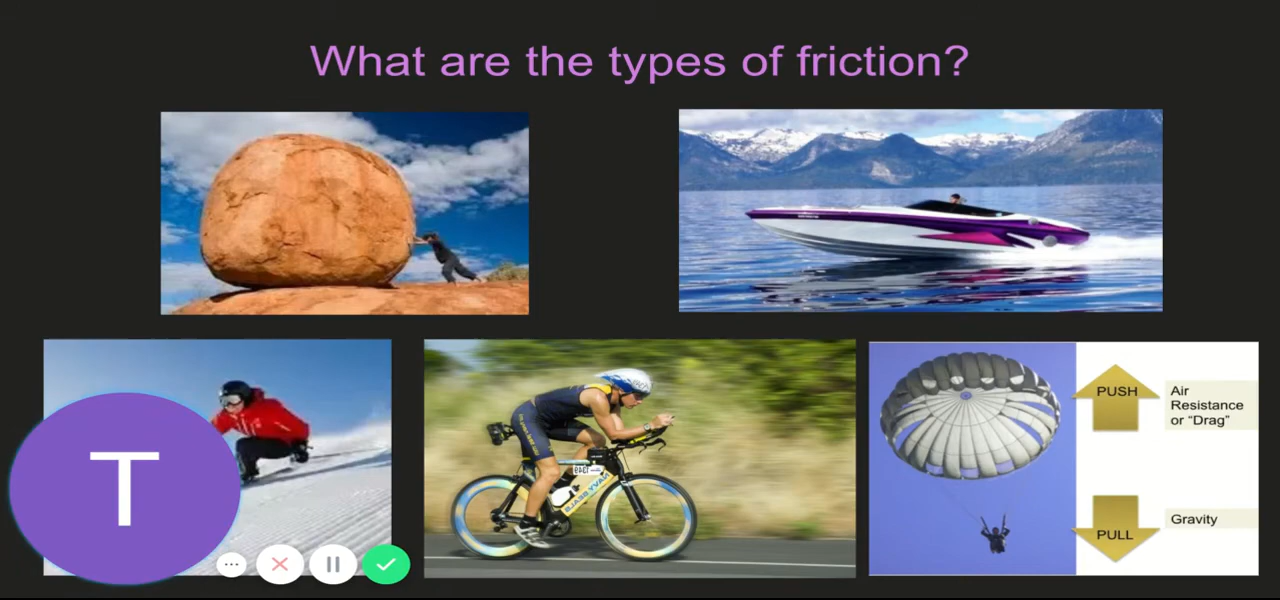 What are the types of friction?
T
PUSH
Air
Resistance
or “Drag”
PULL
Gravity